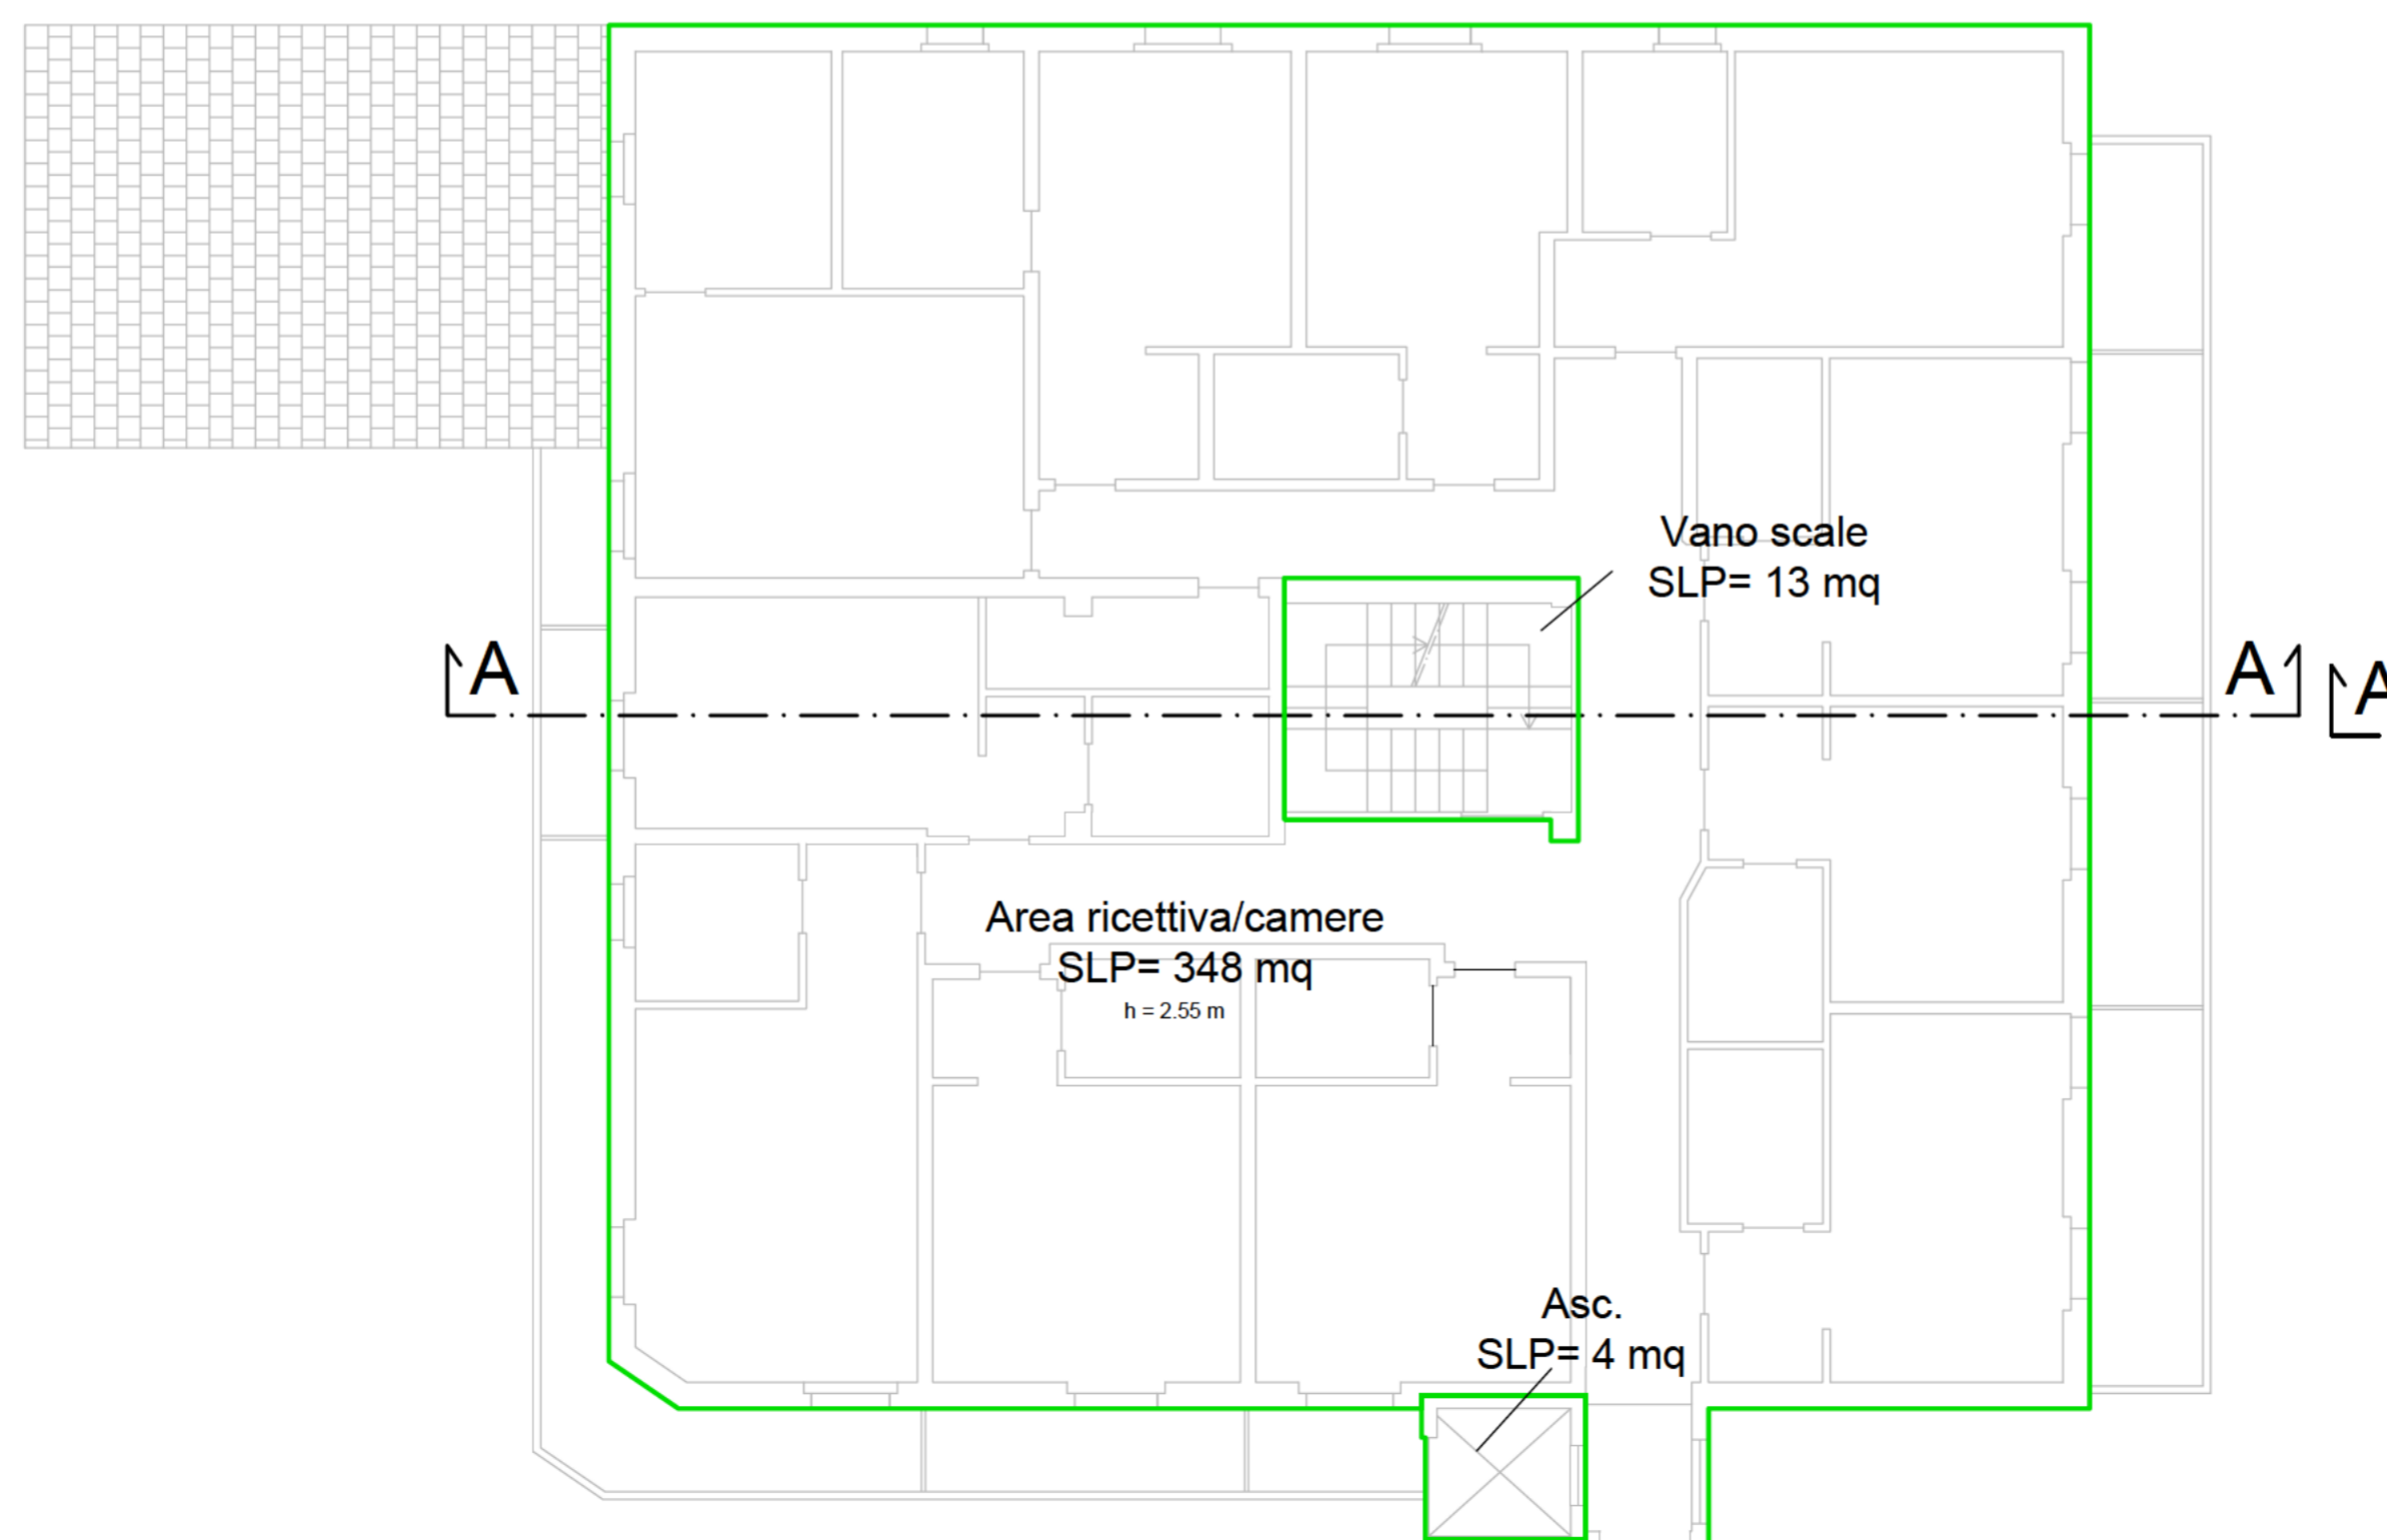 Vano scale
SLP= 13 mq
A
A
A
Area ricettiva/camere
SLP= 348 mq
h = 2.55 m
Asc.
SLP= 4 mq